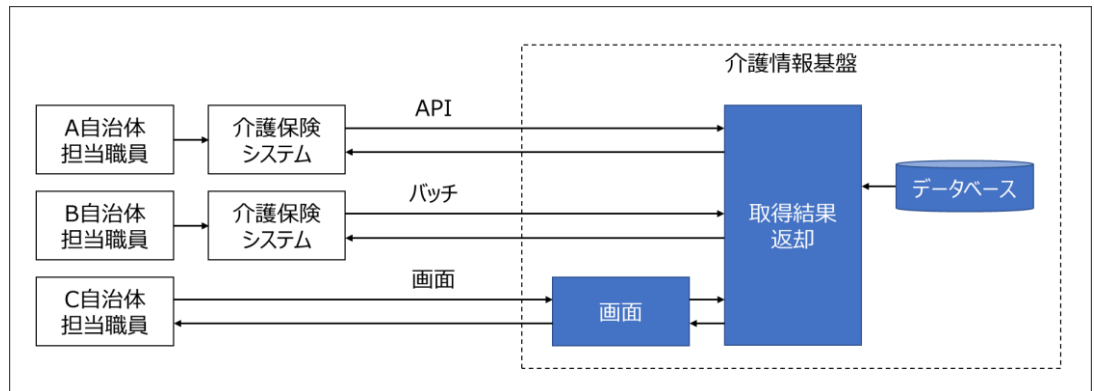 介護情報基盤
A自治体
担当職員
介護保険
システム
API
B自治体
担当職員
介護保険
システム
バッチ
取得結果
返却
データベース
C自治体
担当職員
画面
画面